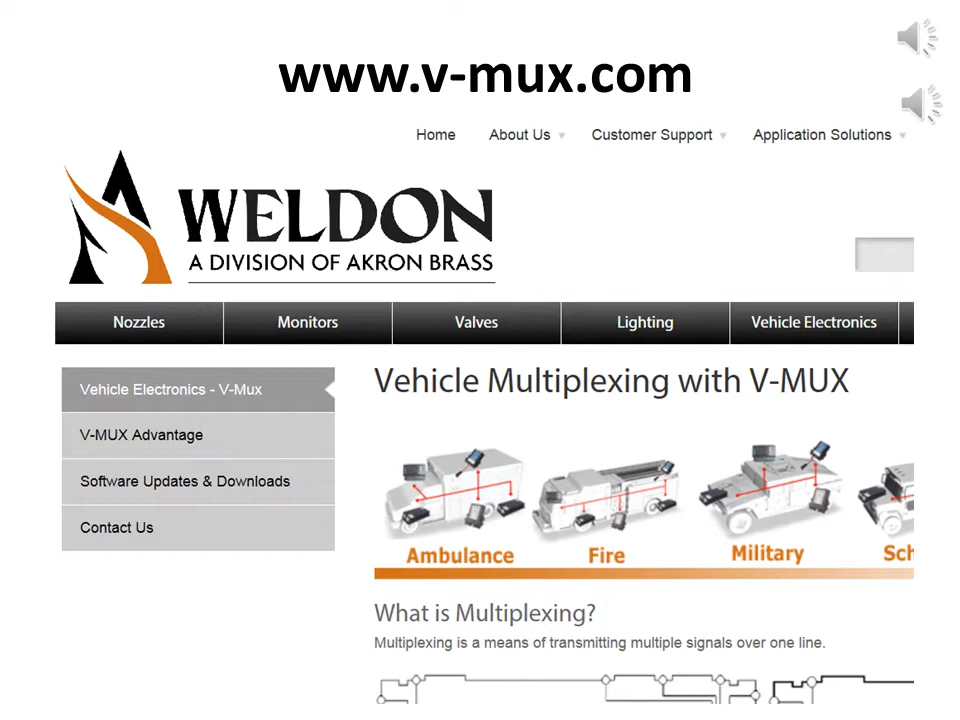 www.v-mux.com
Home About Us Customer Support Application Solutions
WELDON
A DIVISION OF AKRON BRASS
Nozzles Monitors Valves Lighting Vehicle Electronics
Vehicle Electronics - V-Mux
V-MUX Advantage
Software Updates & Downloads
Contact Us
Vehicle Multiplexing with V-MUX
Ambulance Fire Military Sch
What is Multiplexing?
Multiplexing is a means of transmitting multiple signals over one line.